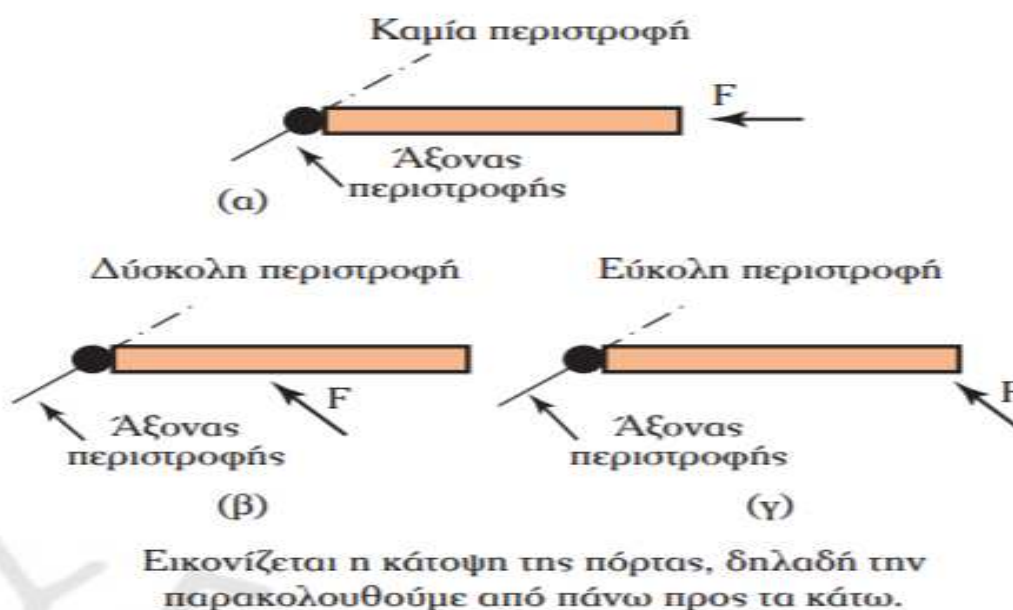 Καμία περιστροφή
F
Άξονας
περιστροφής
(α)
Δύσκολη περιστροφή
F
Άξονας
περιστροφής
(β)
Εύκολη περιστροφή
F
Άξονας
περιστροφής
(γ)
Εικονίζεται η κάτοψη της πόρτας, δηλαδή την
παρακολουθούμε από πάνω προς τα κάτω.